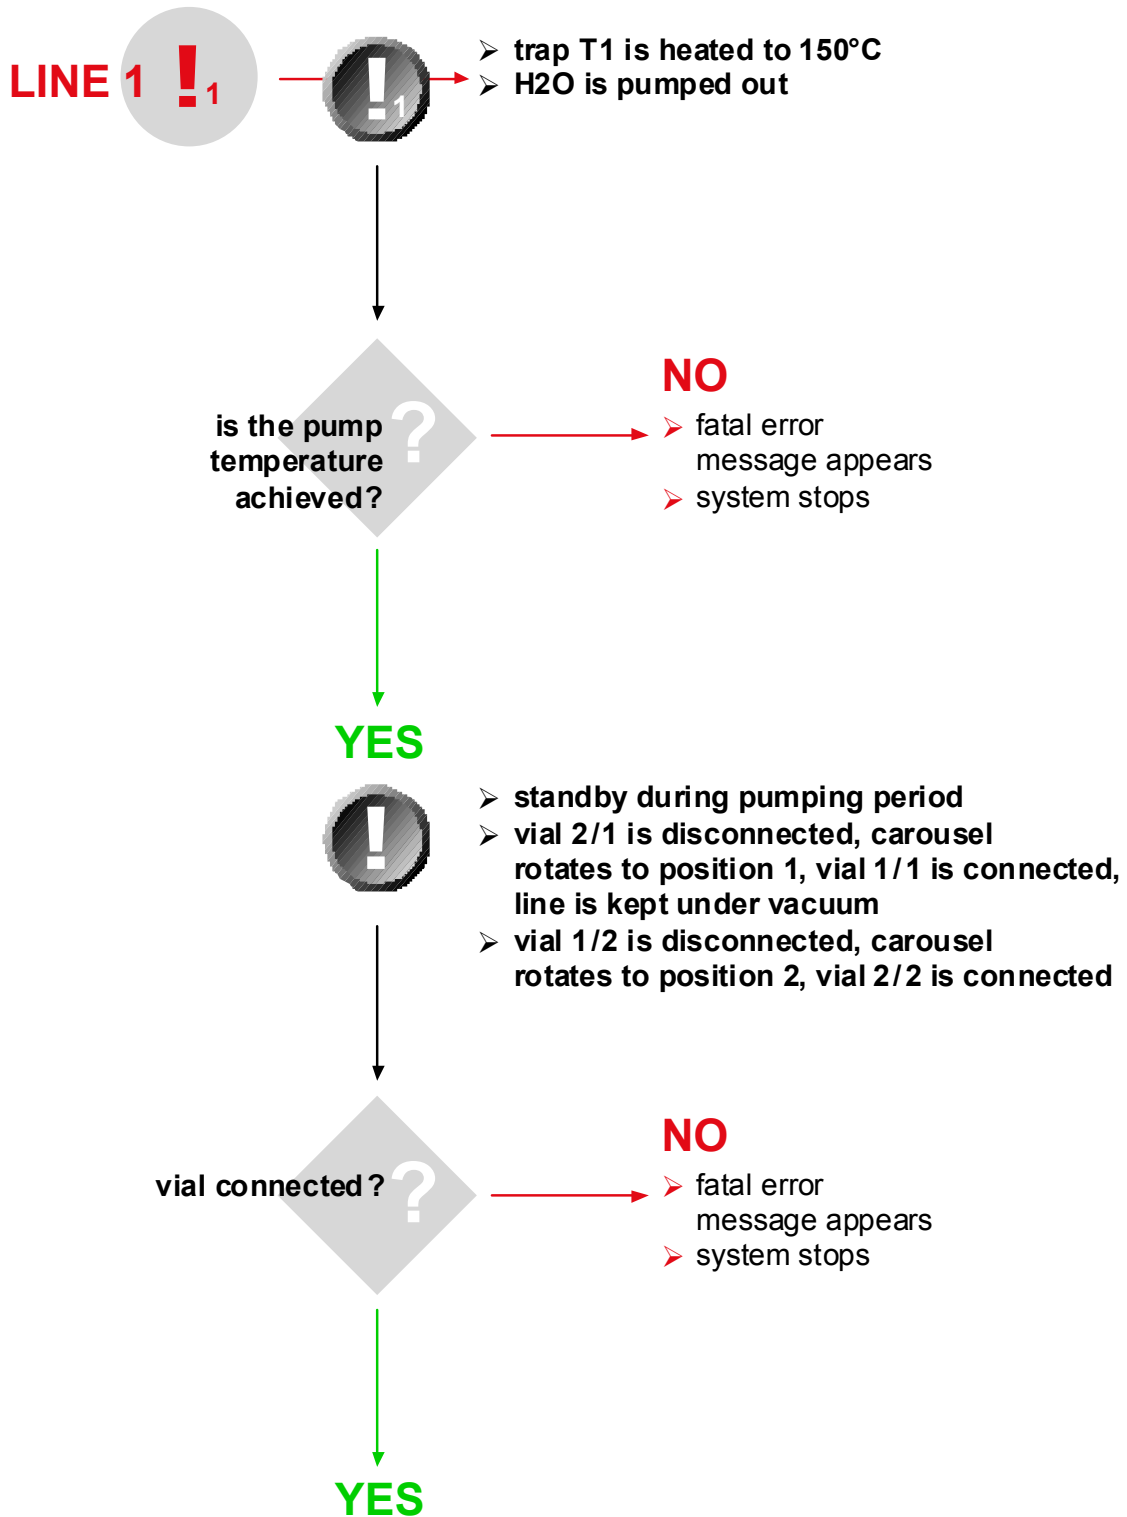 LINE 1 ! 1
! 1
➢ trap T1 is heated to 150°C
➢ H2O is pumped out
is the pump
temperature
achieved?
?
NO
➢ fatal error
message appears
➢ system stops
YES
!
➢ standby during pumping period
➢ vial 2/1 is disconnected, carousel
rotates to position 1, vial 1/1 is connected,
line is kept under vacuum
➢ vial 1/2 is disconnected, carousel
rotates to position 2, vial 2/2 is connected
vial connected?
?
NO
➢ fatal error
message appears
➢ system stops
YES